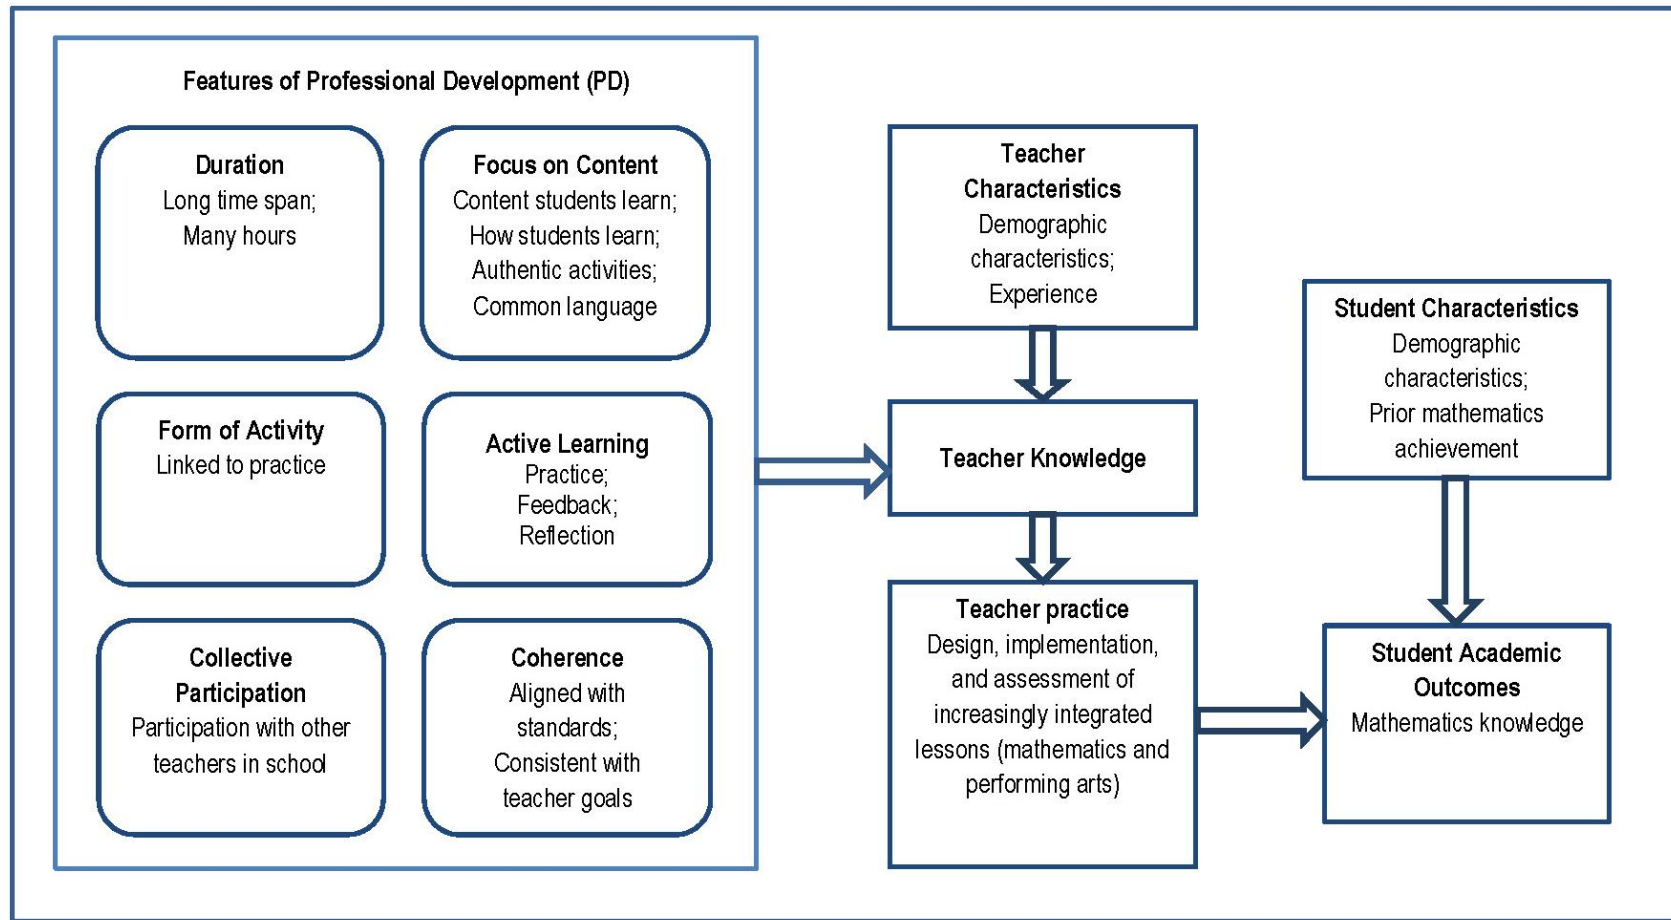 Features of Professional Development (PD)
Duration
Long time span;
Many hours
Focus on Content
Content students learn;
How students learn;
Authentic activities;
Common language
Form of Activity
Linked to practice
Active Learning
Practice;
Feedback;
Reflection
Collective
Participation
Participation with other
teachers in school
Coherence
Aligned with
standards;
Consistent with
teacher goals
Teacher
Characteristics
Demographic
characteristics;
Experience
Teacher Knowledge
Teacher practice
Design, implementation,
and assessment of
increasingly integrated
lessons (mathematics and
performing arts)
Student Characteristics
Demographic
characteristics;
Prior mathematics
achievement
Student Academic
Outcomes
Mathematics knowledge